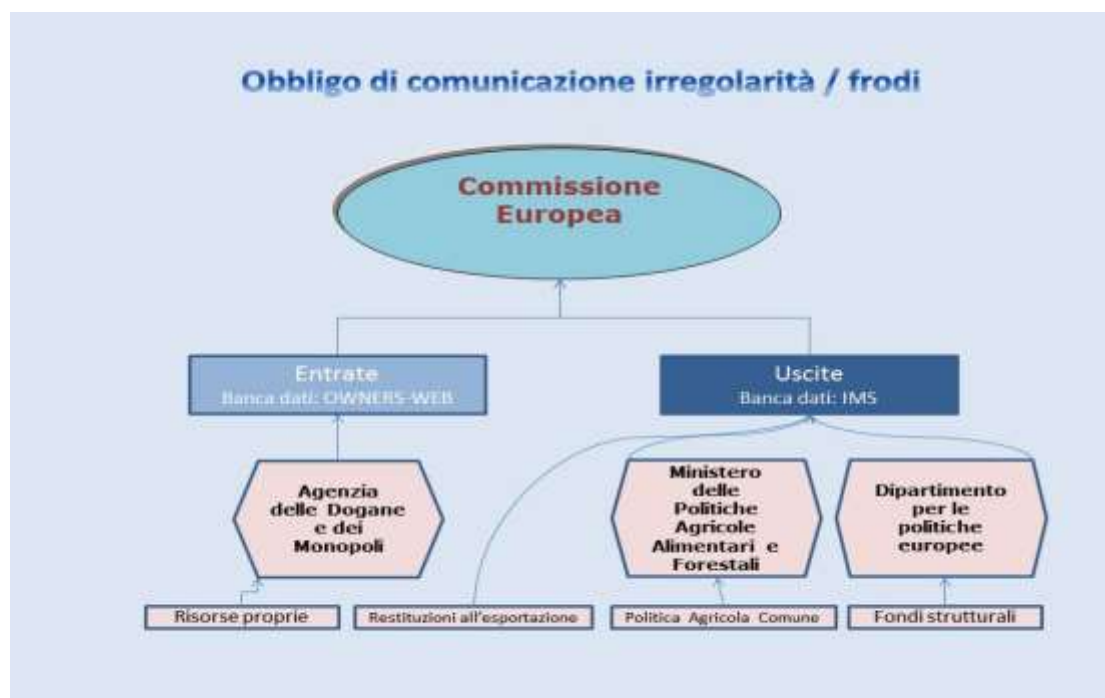 Obbligo di comunicazione irregolarità / frodi
Commissione
Europea
Entrate
Banca dati: OWNERS-WEB
Uscite
Banca dati: IMS
Agenzia
delle Dogane
e dei
Monopoli
Ministero
delle
Politiche
Agricole
Alimentari e
Forestali
Dipartimento
per le
politiche
europee
Risorse proprie
Restituzioni all'esportazione
Politica Agricola Comune
Fondi strutturali